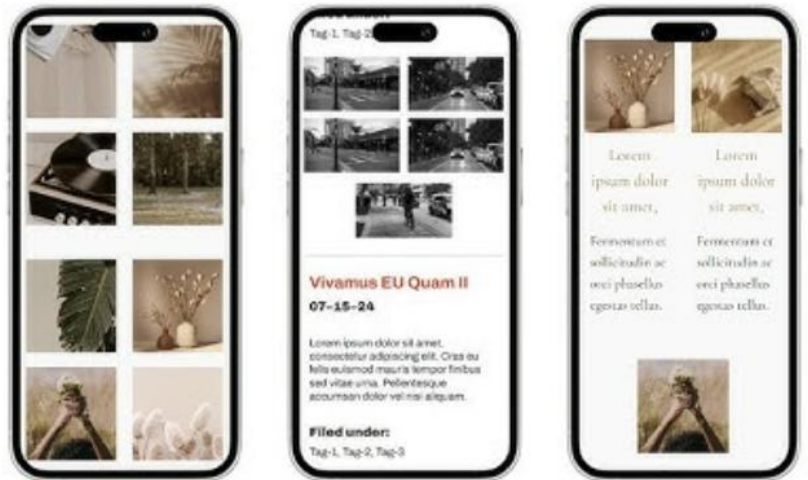 Tag-1, Tag-2
Vivamus EU Quam II
07-15-24
Lorem ipsum dolor sit amet,
consectetur adipiscing elit. Cras eu
felis euismod mauris tempor finibus
sed vitae urna. Pellentesque
accumsan dolor vel nisi aliquam.
Filed under:
Tag-1, Tag-2, Tag-3
Lorem
ipsum dolor
sit amet,
Fermentum et
sollicitudin ac
orci phasellus
egestas tellus.
Lorem
ipsum dolor
sit amet,
Fermentum et
sollicitudin ac
orci phasellus
egestas tellus.